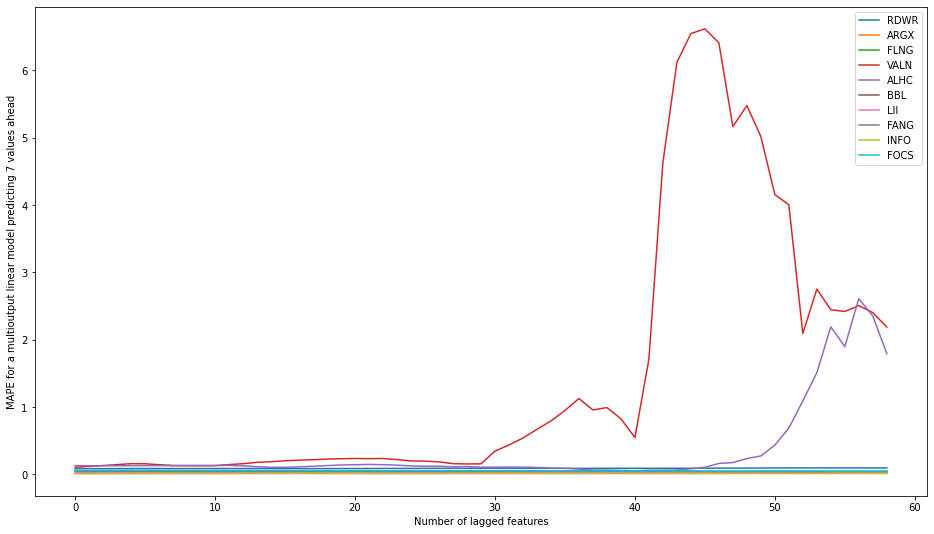 MAPE for a multioutput linear model predicting 7 values ahead
6
5
4
3
2
1
0
0 10 20 30 40 50 60
Number of lagged features
RDWR
ARGX
FLNG
VALN
ALHC
BBL
LII
FANG
INFO
FOCS